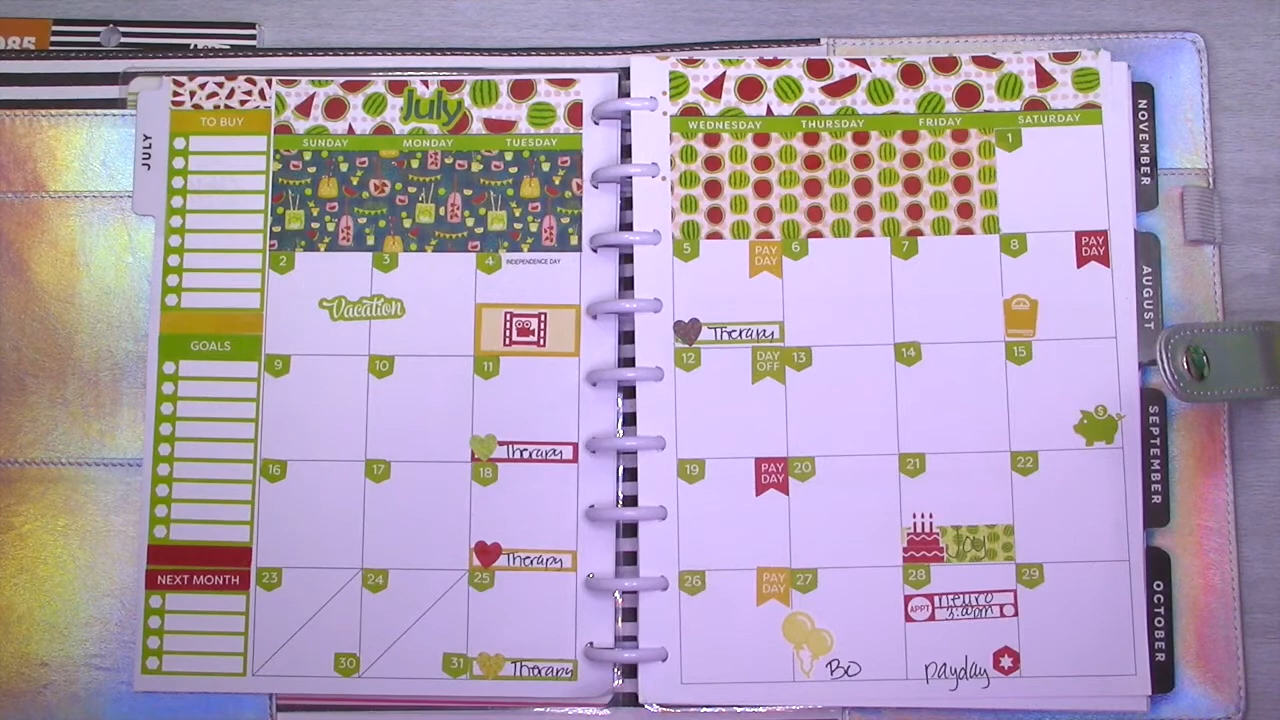 085
JULY
TO BUY
GOALS
NEXT MONTH
July
SUNDAY MONDAY TUESDAY
WEDNESDAY THURSDAY FRIDAY SATURDAY
1
2 3 4 INDEPENDENCE DAY
Vacation
5 PAY DAY 6 7 8 PAY DAY
Therapy
9 10 11
Therapy
12 DAY OFF 13 14 15
$
16 17 18
Therapy
19 PAY DAY 20 21 22
Joy
23 24 25
30 31 Therapy
26 PAY DAY 27 28 29
APPT neuro
BO payday
NOVEMBER
AUGUST
SEPTEMBER
OCTOBER